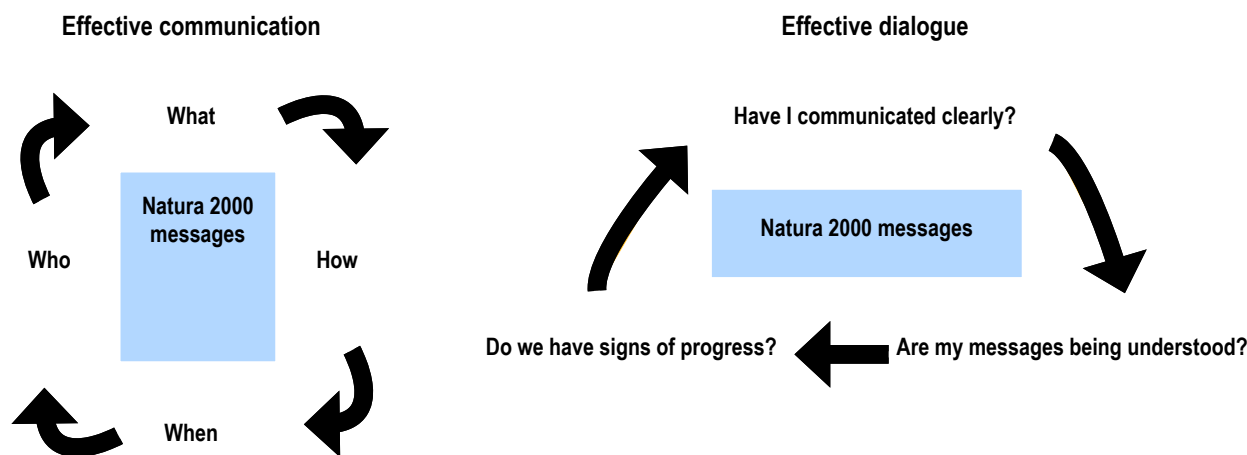 Effective communication
What
Natura 2000
messages
Who
How
When
Effective dialogue
Have I communicated clearly?
Natura 2000 messages
Do we have signs of progress?
Are my messages being understood?